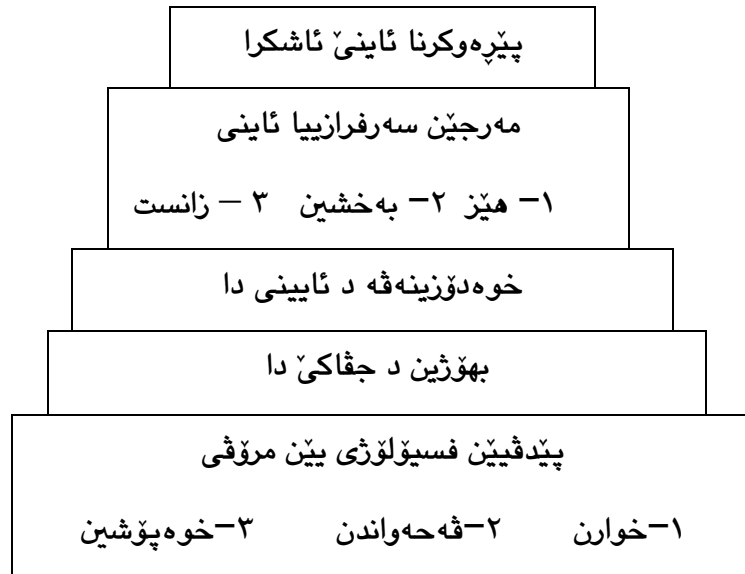 پێڕەوکرنا ئاینێ ئاشکرا
مەرجێن سەرفرازییا ئاینی
١- هێز ٢- بەخشین ٣ – زانست
خوەدۆزینەڤە د ئایینی دا
بهۆژین د جڤاکێ دا
پێدڤیێن فسیۆلۆژی یێن مرۆڤی
١-خوارن ٢-ڤەحەواندن ٣-خوەپۆشین